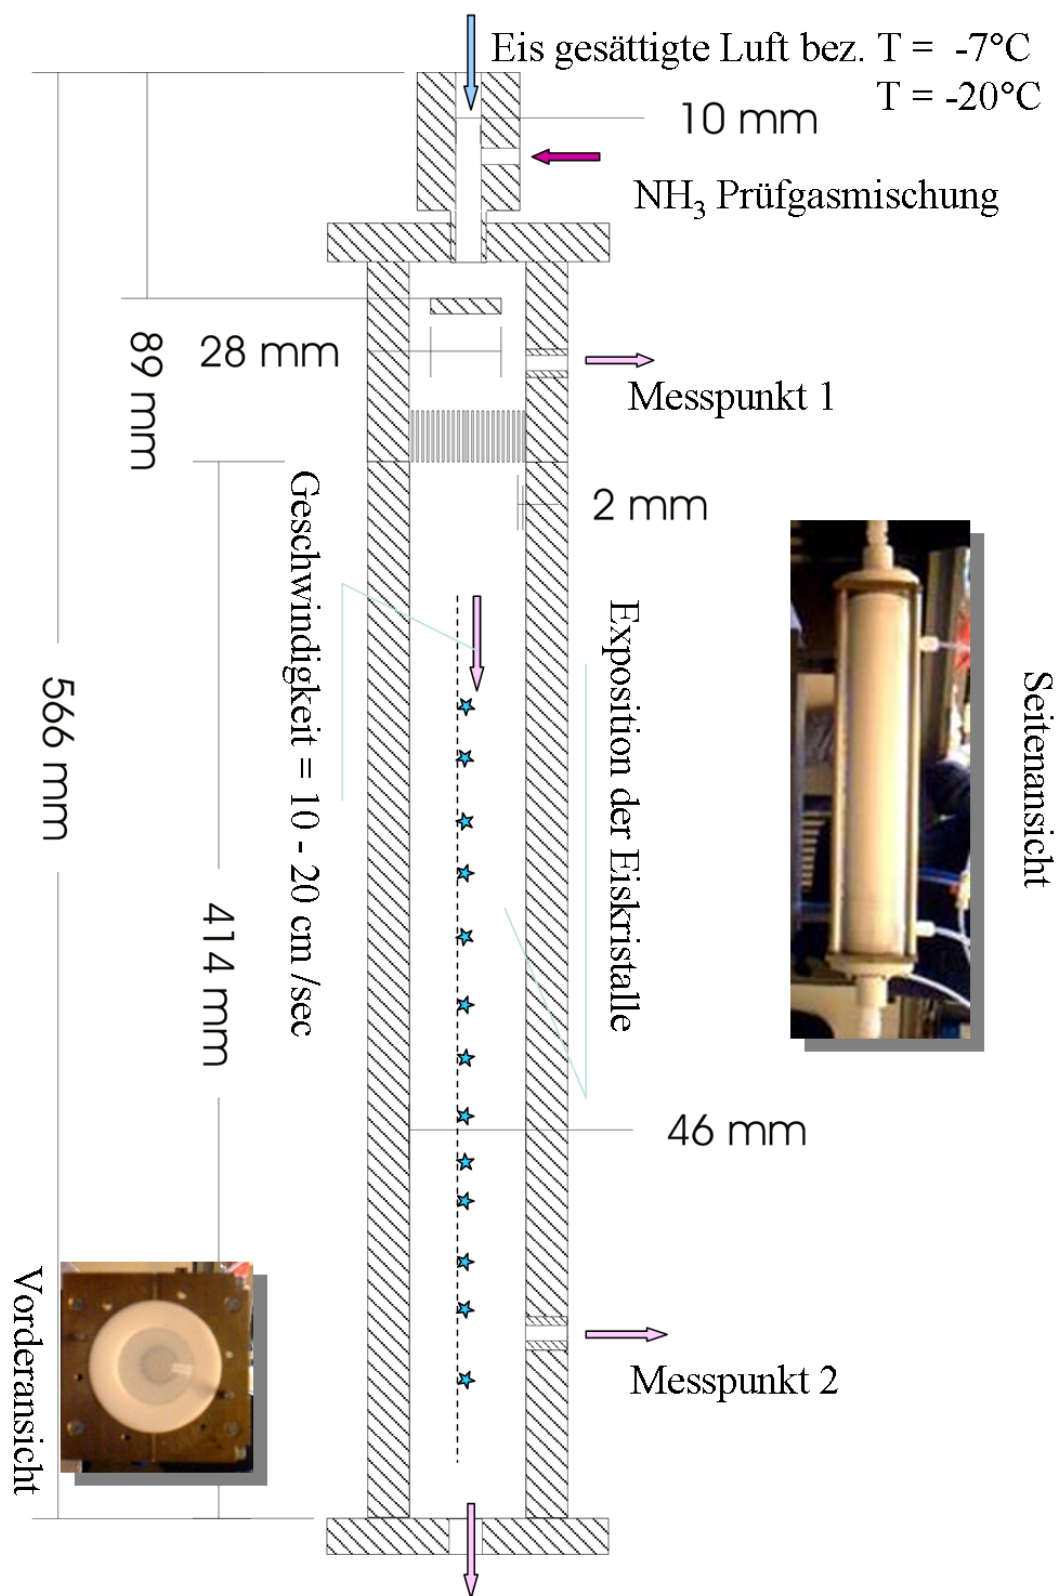 Eis gesättigte Luft bez. T = -7°C
T = -20°C
10 mm
NH₃ Prüfgasmischung
89 mm
28 mm
Messpunkt 1
2 mm
Geschwindigkeit = 10 - 20 cm /sec
Exposition der Eiskristalle
Seitenansicht
566 mm
414 mm
46 mm
Vorderansicht
Messpunkt 2